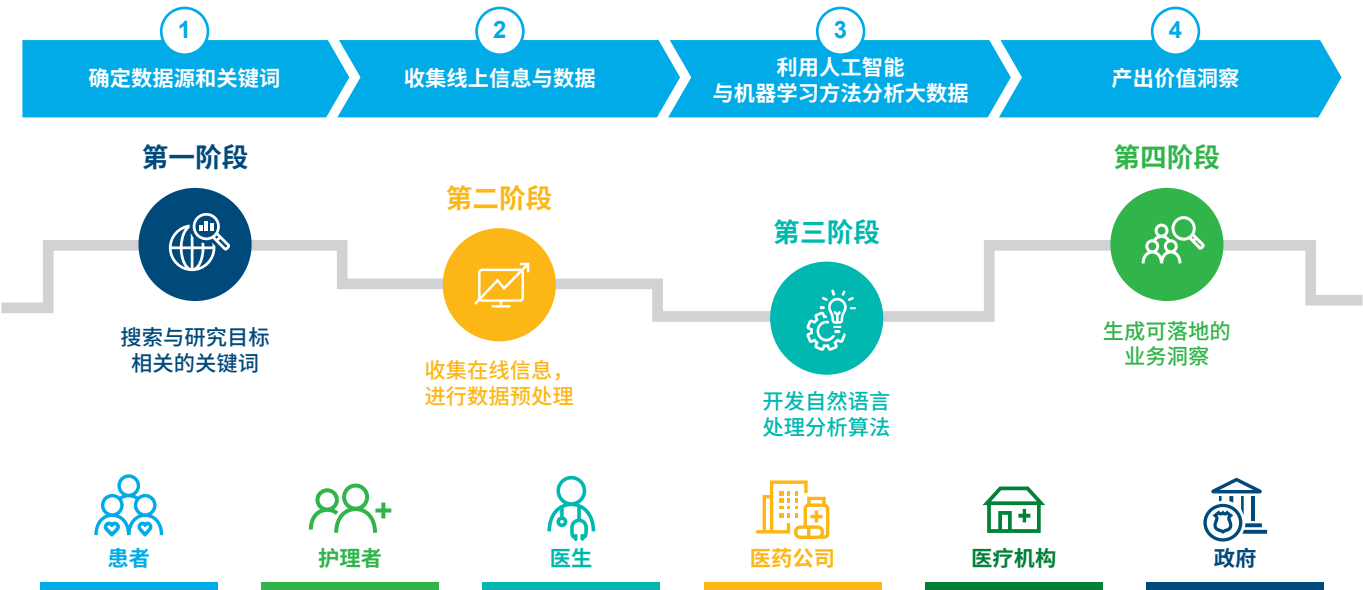 1
2
3
4
确定数据源和关键词
收集线上信息与数据
利用人工智能
与机器学习方法分析大数据
产出价值洞察
第一阶段
搜索与研究目标
相关的关键词
第二阶段
收集在线信息，
进行数据预处理
第三阶段
开发自然语言
处理分析算法
第四阶段
生成可落地的
业务洞察
患者
护理者
医生
医药公司
医疗机构
政府